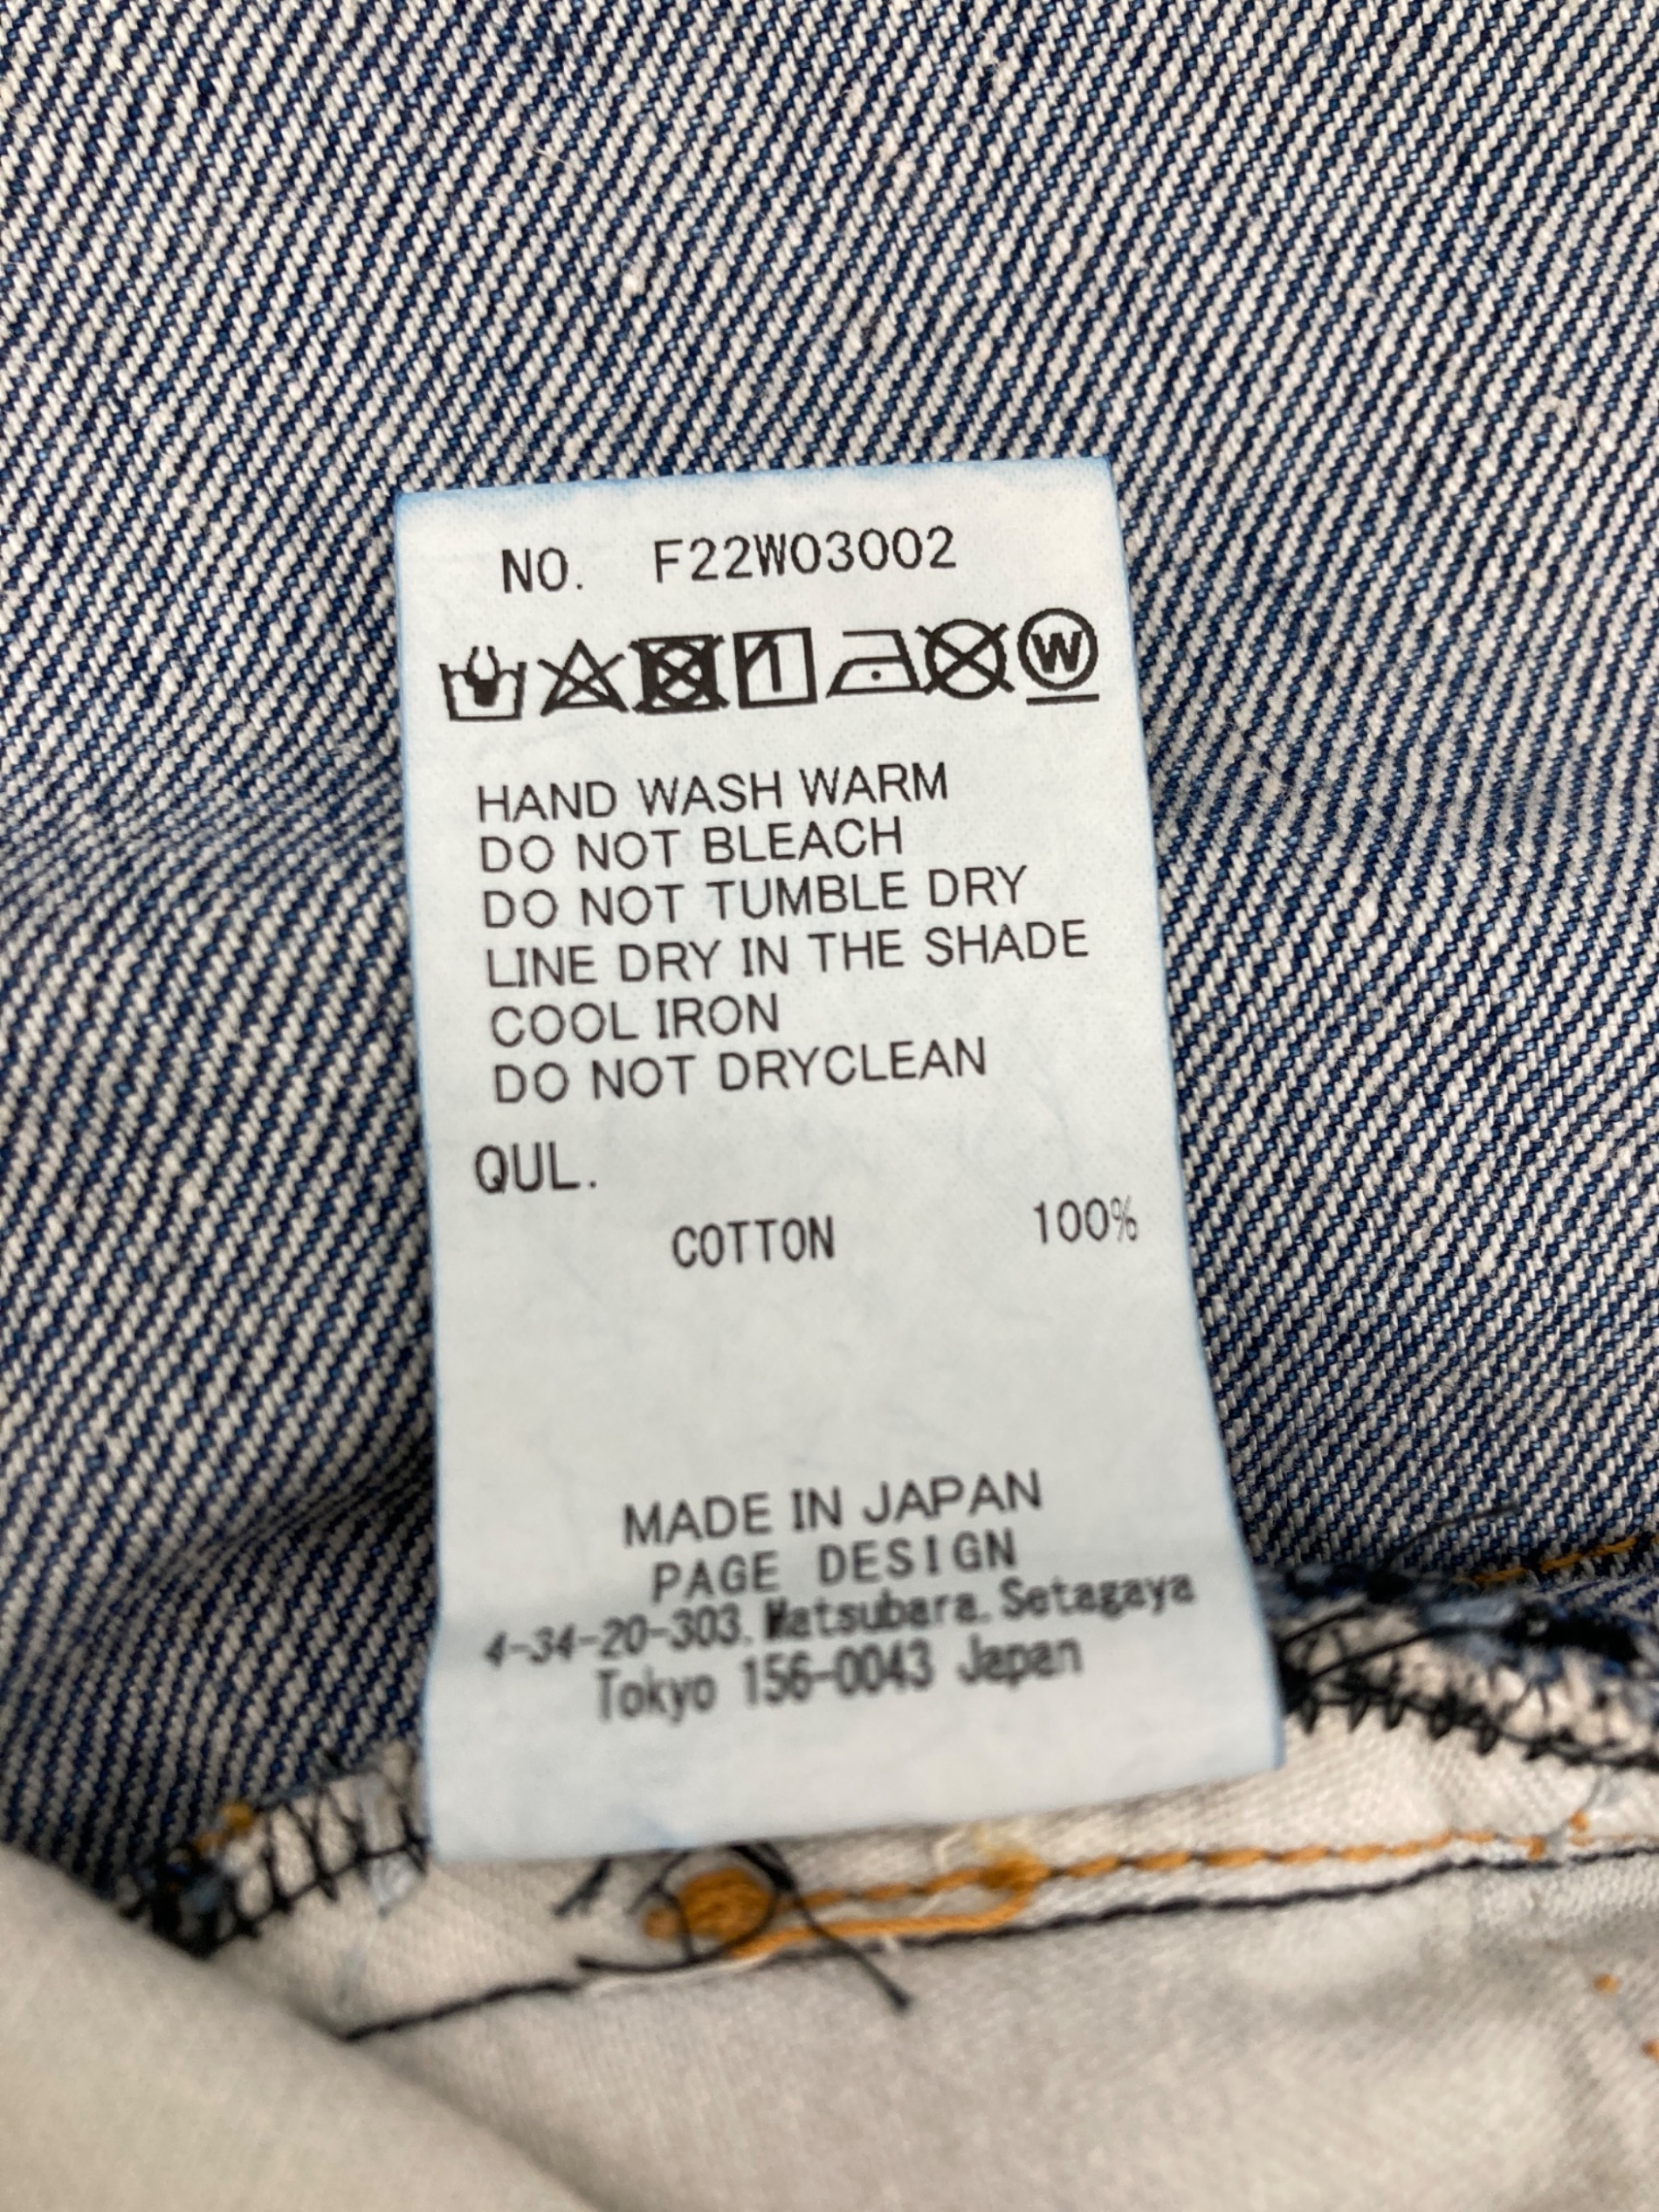 NO. F22W03002
W
HAND WASH WARM
DO NOT BLEACH
DO NOT TUMBLE DRY
LINE DRY IN THE SHADE
COOL IRON
DO NOT DRYCLEAN
QUL.
COTTON 100%
MADE IN JAPAN
PAGE DESIGN
4-34-20-303. Matsubara. Setagaya
Tokyo 156-0043 Japan